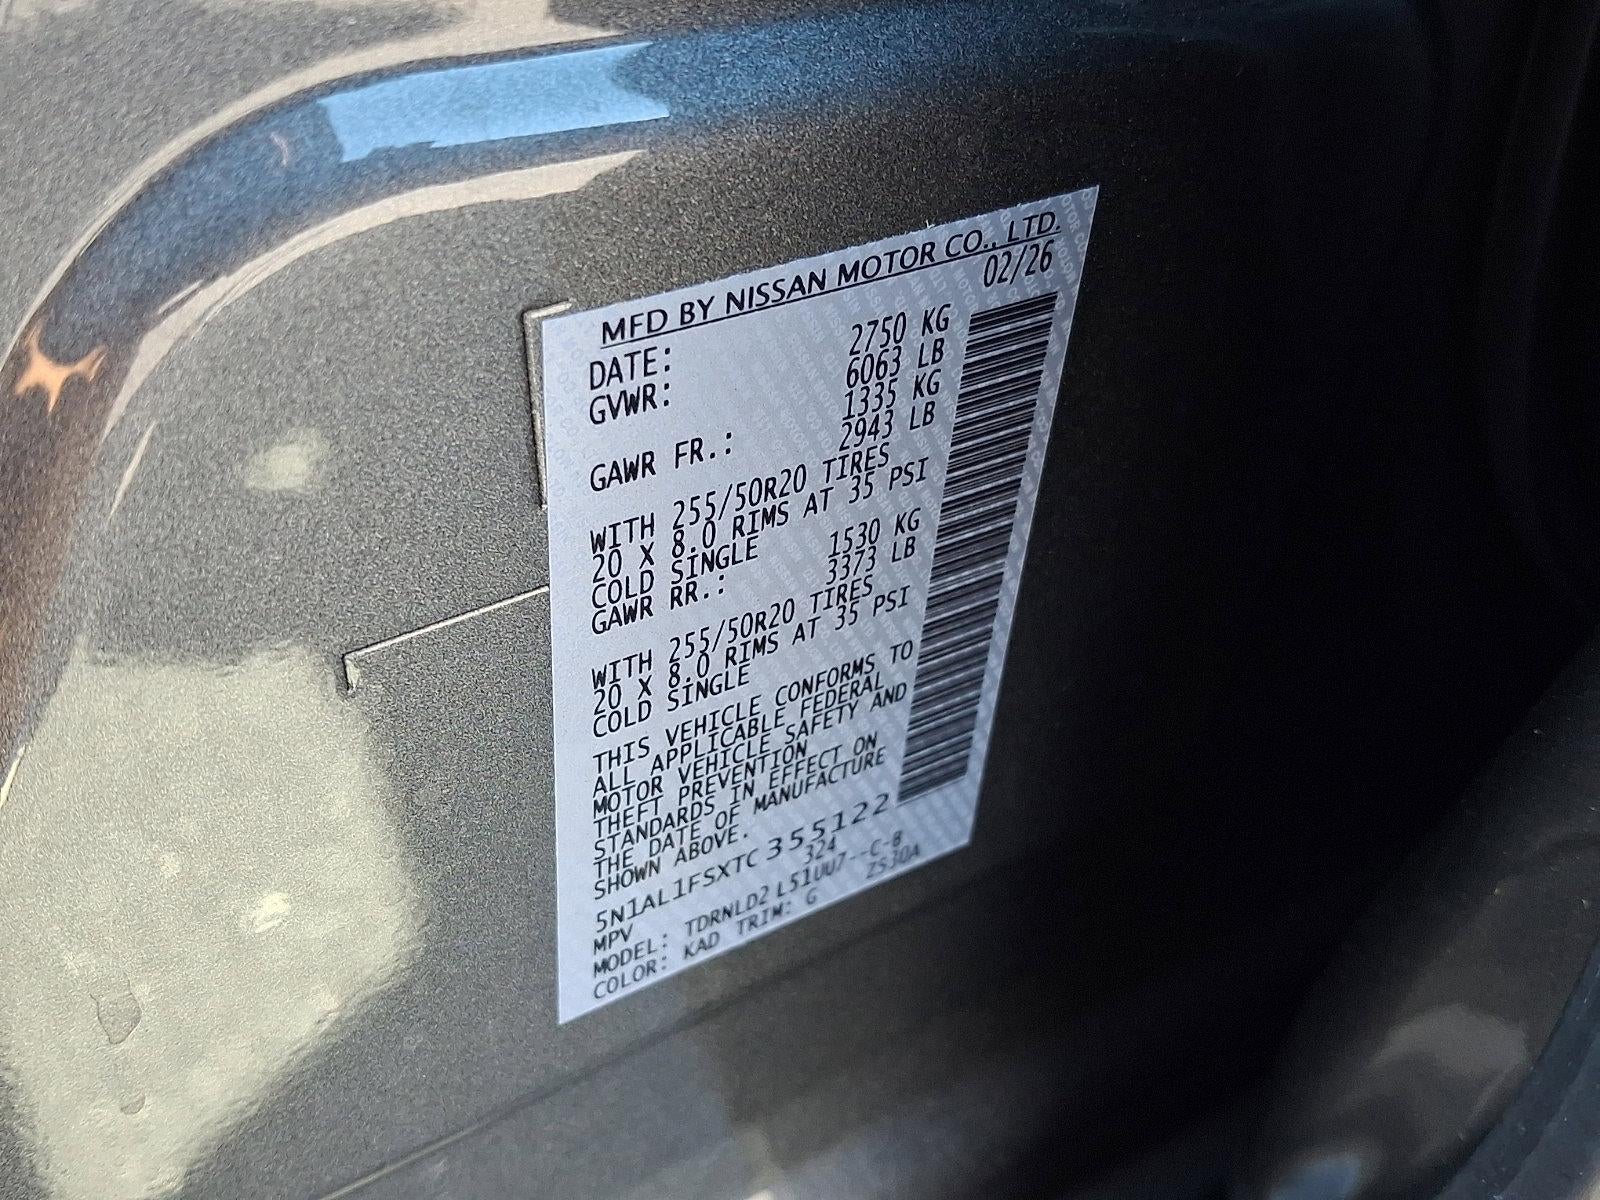 MFD BY NISSAN MOTOR CO., LTD.
DATE: 02/26
GVWR: 2750 KG
6063 LB
GAWR FR.: 1335 KG
2943 LB
WITH 255/50R20 TIRES
20 X 8.0 RIMS AT 35 PSI
COLD SINGLE
GAWR RR.: 1530 KG
3373 LB
WITH 255/50R20 TIRES
20 X 8.0 RIMS AT 35 PSI
COLD SINGLE
THIS VEHICLE CONFORMS TO
ALL APPLICABLE FEDERAL
MOTOR VEHICLE SAFETY AND
THEFT PREVENTION
STANDARDS IN EFFECT ON
THE DATE OF MANUFACTURE
SHOWN ABOVE.
5N1AL1FSXTC355122
MPV 324
MODEL: TDRNLD2 L51UU7--C-B
COLOR: KAD TRIM: G ZS30A